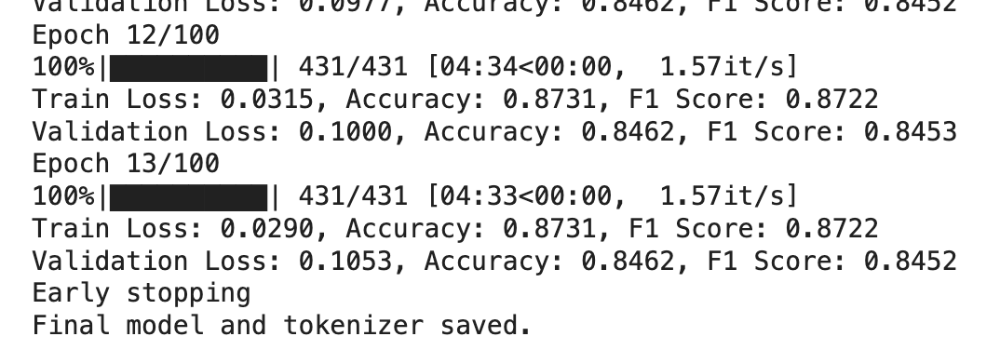 Validation Loss: 0.0977, Accuracy: 0.8462, F1 Score: 0.8452
Epoch 12/100
100%|██████████| 431/431 [04:34<00:00,  1.57it/s]
Train Loss: 0.0315, Accuracy: 0.8731, F1 Score: 0.8722
Validation Loss: 0.1000, Accuracy: 0.8462, F1 Score: 0.8453
Epoch 13/100
100%|██████████| 431/431 [04:33<00:00,  1.57it/s]
Train Loss: 0.0290, Accuracy: 0.8731, F1 Score: 0.8722
Validation Loss: 0.1053, Accuracy: 0.8462, F1 Score: 0.8452
Early stopping
Final model and tokenizer saved.